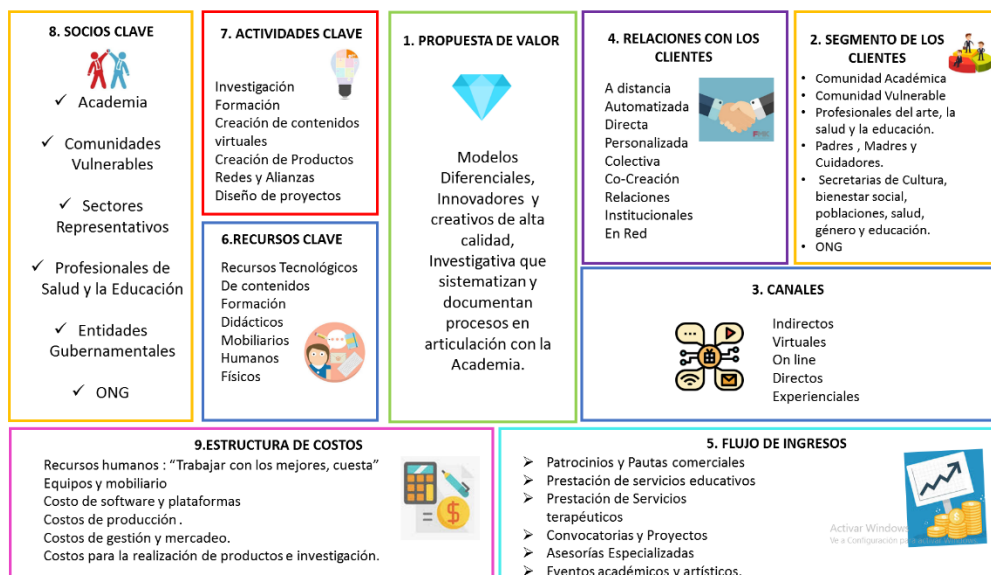 8. SOCIOS CLAVE
✓ Academia
✓ Comunidades
Vulnerables
✓ Sectores
Representativos
✓ Profesionales de
Salud y la Educación
✓ Entidades
Gubernamentales
✓ ONG
7. ACTIVIDADES CLAVE
Investigación
Formación
Creación de contenidos
virtuales
Creación de Productos
Redes y Alianzas
Diseño de proyectos
6.RECURSOS CLAVE
Recursos Tecnológicos
De contenidos
Formación
Didácticos
Mobiliarios
Humanos
Físicos
1. PROPUESTA DE VALOR
Modelos
Diferenciales,
Innovadores y
creativos de alta
calidad,
Investigativa que
sistematizan y
documentan
procesos en
articulación con la
Academia.
4. RELACIONES CON LOS
CLIENTES
A distancia
Automatizada
Directa
Personalizada
Colectiva
Co-Creación
Relaciones
Institucionales
En Red
2. SEGMENTO DE LOS
CLIENTES
• Comunidad Académica
• Comunidad Vulnerable
• Profesionales del arte, la
salud y la educación.
• Padres , Madres y
Cuidadores.
• Secretarias de Cultura,
bienestar social,
poblaciones, salud,
género y educación.
• ONG
3. CANALES
Indirectos
Virtuales
On line
Directos
Experienciales
9.ESTRUCTURA DE COSTOS
Recursos humanos : “Trabajar con los mejores, cuesta”
Equipos y mobiliario
Costo de software y plataformas
Costos de producción .
Costos de gestión y mercadeo.
Costos para la realización de productos e investigación.
5. FLUJO DE INGRESOS
➢ Patrocinios y Pautas comerciales
➢ Prestación de servicios educativos
➢ Prestación de Servicios
terapéuticos
➢ Convocatorias y Proyectos
➢ Asesorías Especializadas
➢ Eventos académicos y artísticos.
Activar Windows
Ve a Configuración